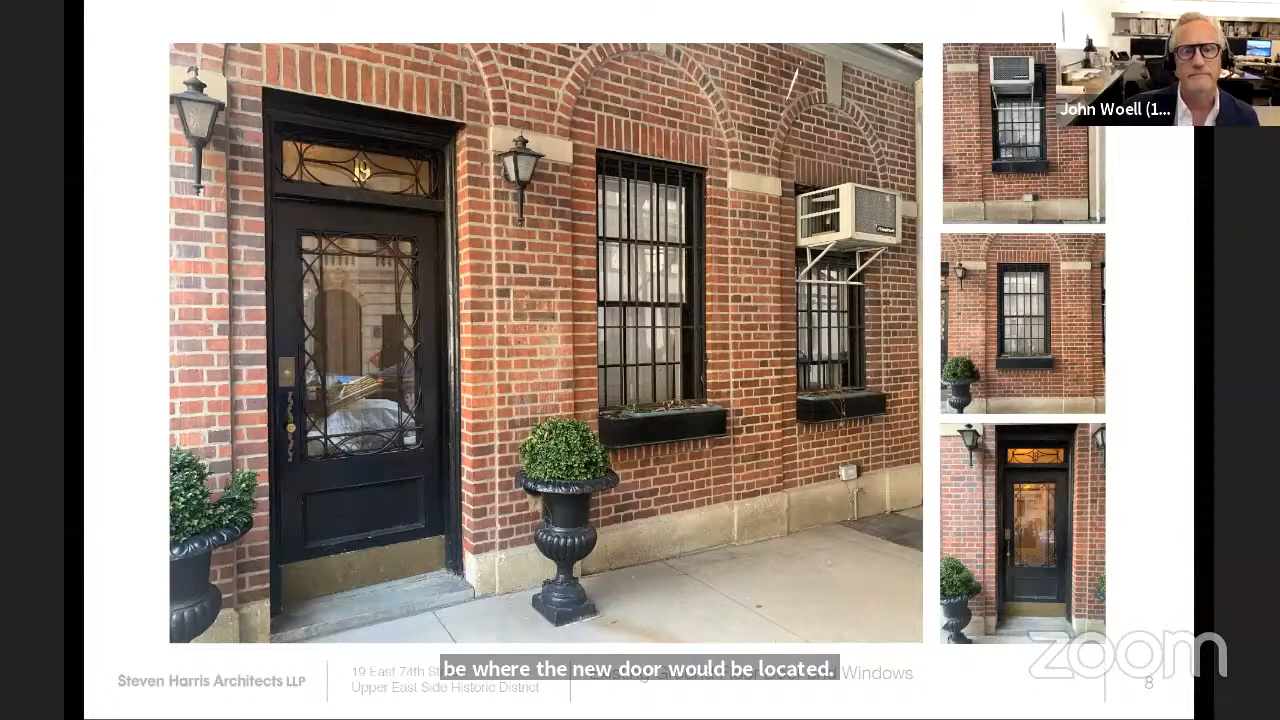 John Woell (1...
19
be where the new door would be located.
Steven Harris Architects LLP
19 East 74th St
Upper East Side Historic District
Windows
zoom
8